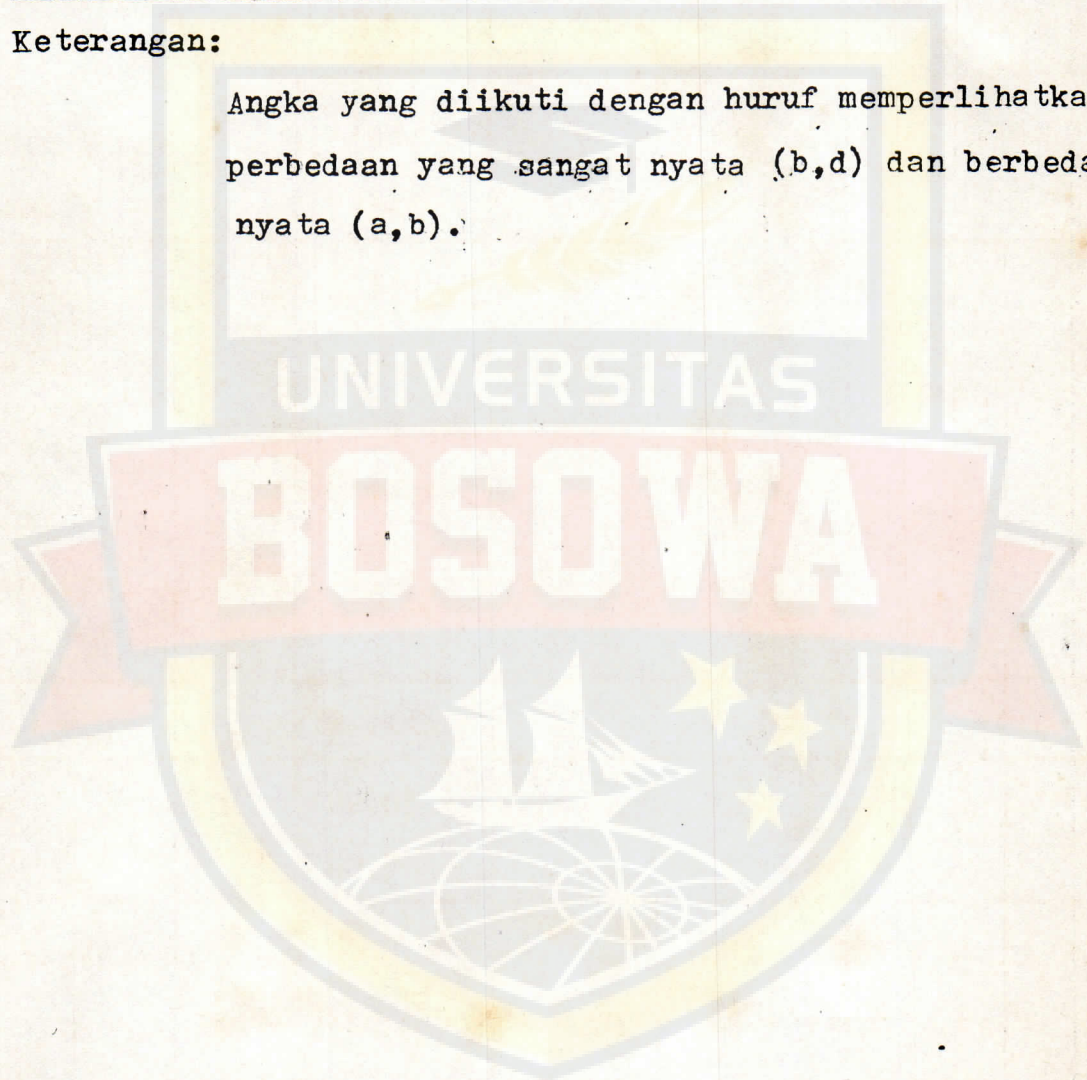 Keterangan:
Angka yang diikuti dengan huruf memperlihatka
perbedaan yang sangat nyata (b,d) dan berbeda
nyata (a,b).
UNIVERSITAS
BOSOWA